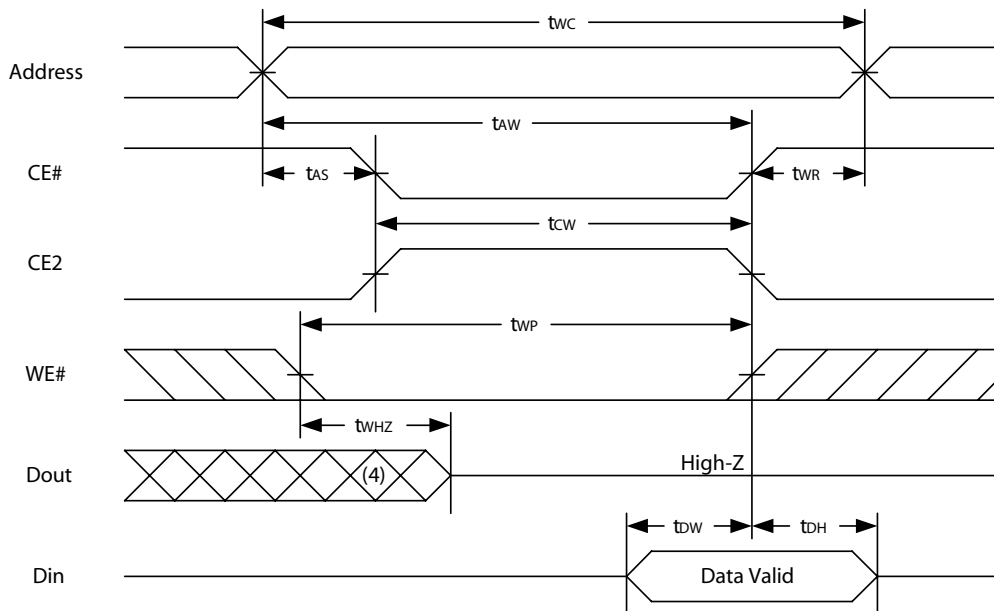 tWC
Address
tAW
CE#
tAS
tWR
tCW
CE2
tWP
WE#
tWHZ
Dout
(4)
High-Z
tDW
tDH
Din
Data Valid